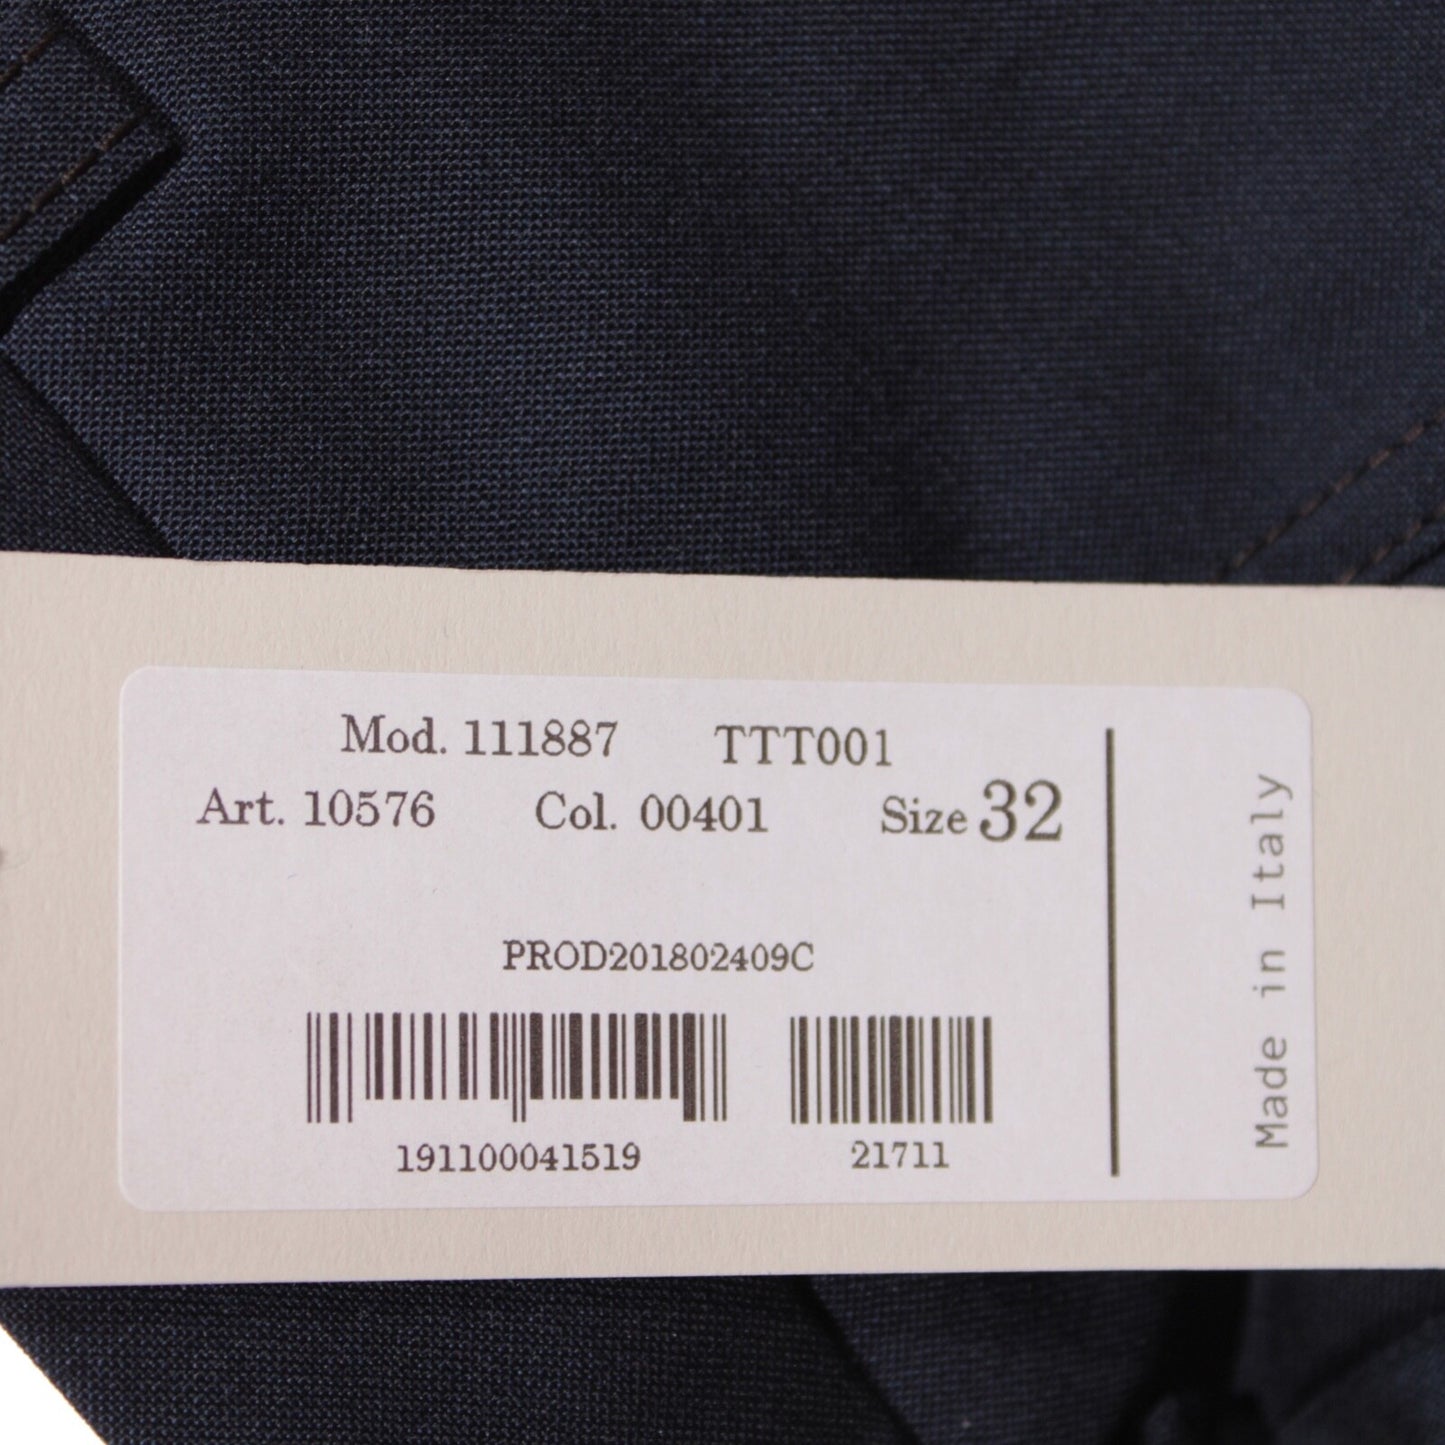 Mod. 111887 TTT001
Art. 10576 Col. 00401 Size 32
PROD201802409C
191100041519 21711
Made in Italy